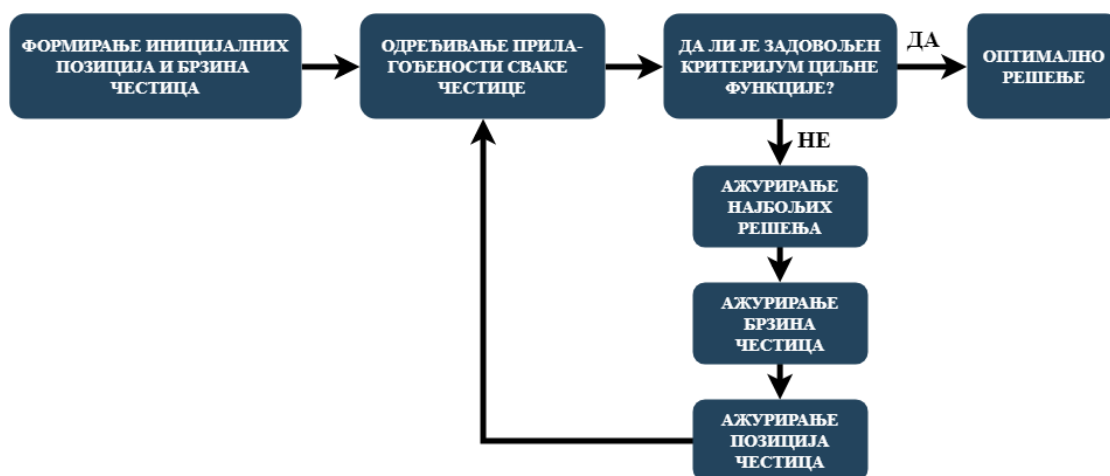 ФОРМИРАЊЕ ИНИЦИЈАЛНИХ
ПОЗИЦИЈА И БРЗИНА
ЧЕСТИЦА
ОДРЕЂИВАЊЕ ПРИЛА-
ГОЂЕНОСТИ СВАКЕ
ЧЕСТИЦЕ
ДА ЛИ ЈЕ ЗАДОВОЉЕН
КРИТЕРИЈУМ ЦИЉНЕ
ФУНКЦИЈЕ?
ДА
ОПТИМАЛНО
РЕШЕЊЕ
НЕ
АЖУРИРАЊЕ
НАЈБОЉИХ
РЕШЕЊА
АЖУРИРАЊЕ
БРЗИНА
ЧЕСТИЦА
АЖУРИРАЊЕ
ПОЗИЦИЈА
ЧЕСТИЦА